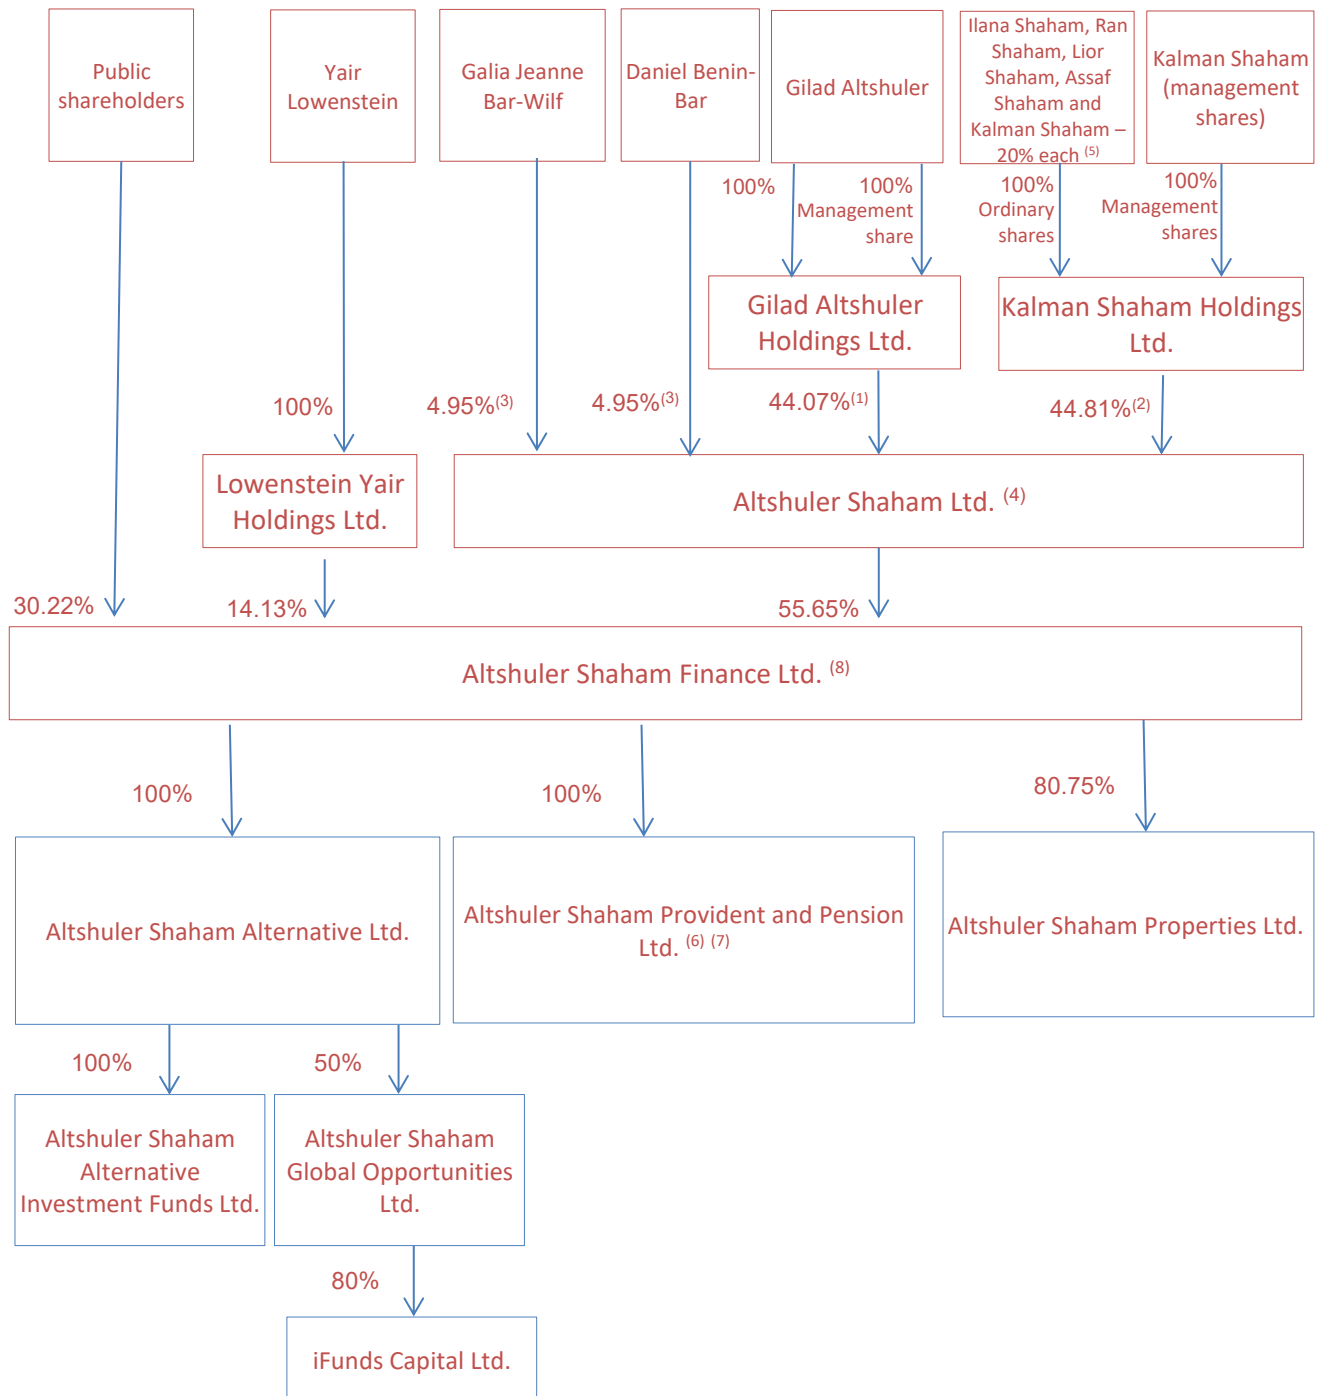 Public
shareholders
Yair
Lowenstein
Galia Jeanne
Bar-Wilf
Daniel Benin-
Bar
Gilad Altshuler
Ilana Shaham, Ran
Shaham, Lior
Shaham, Assaf
Shaham and
Kalman Shaham –
20% each (5)
Kalman Shaham
(management
shares)
100%
100%
Management
share
100%
Ordinary
shares
100%
Management
shares
Gilad Altshuler
Holdings Ltd.
Kalman Shaham Holdings
Ltd.
100%
4.95%(3)
4.95%(3)
44.07%(1)
44.81%(2)
Lowenstein Yair
Holdings Ltd.
Altshuler Shaham Ltd. (4)
30.22%
14.13%
55.65%
Altshuler Shaham Finance Ltd. (8)
100%
100%
80.75%
Altshuler Shaham Alternative Ltd.
Altshuler Shaham Provident and Pension
Ltd. (6) (7)
Altshuler Shaham Properties Ltd.
100%
50%
Altshuler Shaham
Alternative
Investment Funds Ltd.
Altshuler Shaham
Global Opportunities
Ltd.
80%
iFunds Capital Ltd.